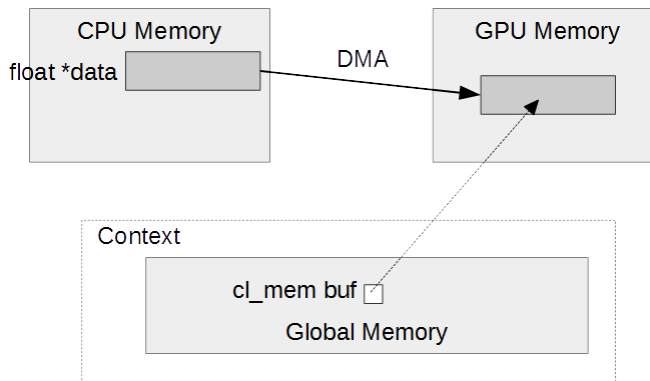 CPU Memory
GPU Memory
float *data
DMA
Context
cl_mem buf
Global Memory